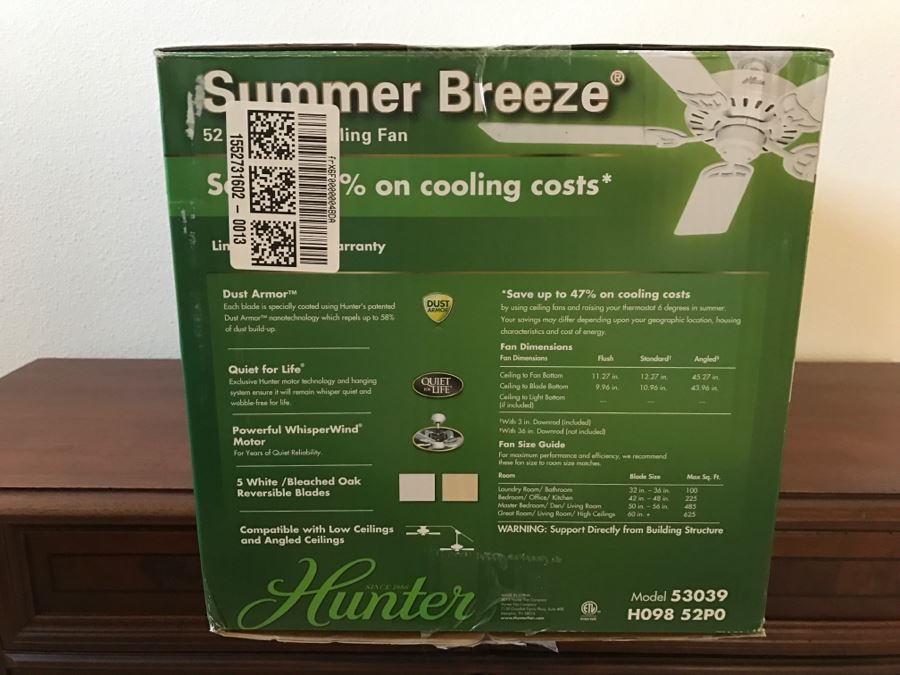 Summer Breeze®
52 ling Fan
% on cooling costs*
1552731602 - 0013
Lin arranty
Dust Armor™
Each blade is specially coated using Hunter's patented
Dust Armor™ nanotechnology which repels up to 58%
of dust build-up.
DUST
ARMOR
Quiet for Life®
Exclusive Hunter motor technology and hanging
system ensure it will remain whisper quiet and
wobble-free for life.
QUIET
FOR LIFE
Powerful WhisperWind®
Motor
For Years of Quiet Reliability.
5 White /Bleached Oak
Reversible Blades
Compatible with Low Ceilings
and Angled Ceilings
*Save up to 47% on cooling costs
by using ceiling fans and raising your thermostat 6 degrees in summer.
Your savings may differ depending upon your geographic location, housing
characteristics and cost of energy.
Fan Dimensions
Fan Dimensions Flush Standard† Angled‡
Ceiling to Fan Bottom 11.27 in. 12.27 in. 45.27 in.
Ceiling to Blade Bottom 9.96 in. 10.96 in. 43.96 in.
Ceiling to Light Bottom
(if included) --- --- ---
†With 3 in. Downrod (included)
‡With 36 in. Downrod (not included)
Fan Size Guide
For maximum performance and efficiency, we recommend
these fan size to room size matches.
Room Blade Size Max Sq. Ft.
Laundry Room/ Bathroom 32 in. – 36 in. 100
Bedroom/ Office/ Kitchen 42 in. – 48 in. 225
Master Bedroom/ Den/ Living Room 50 in. – 56 in. 485
Great Room/ Living Room/ High Ceilings 60 in. + 625
WARNING: Support Directly from Building Structure
SINCE 1886
Hunter
www.hunterfan.com
Model 53039
H098 52P0